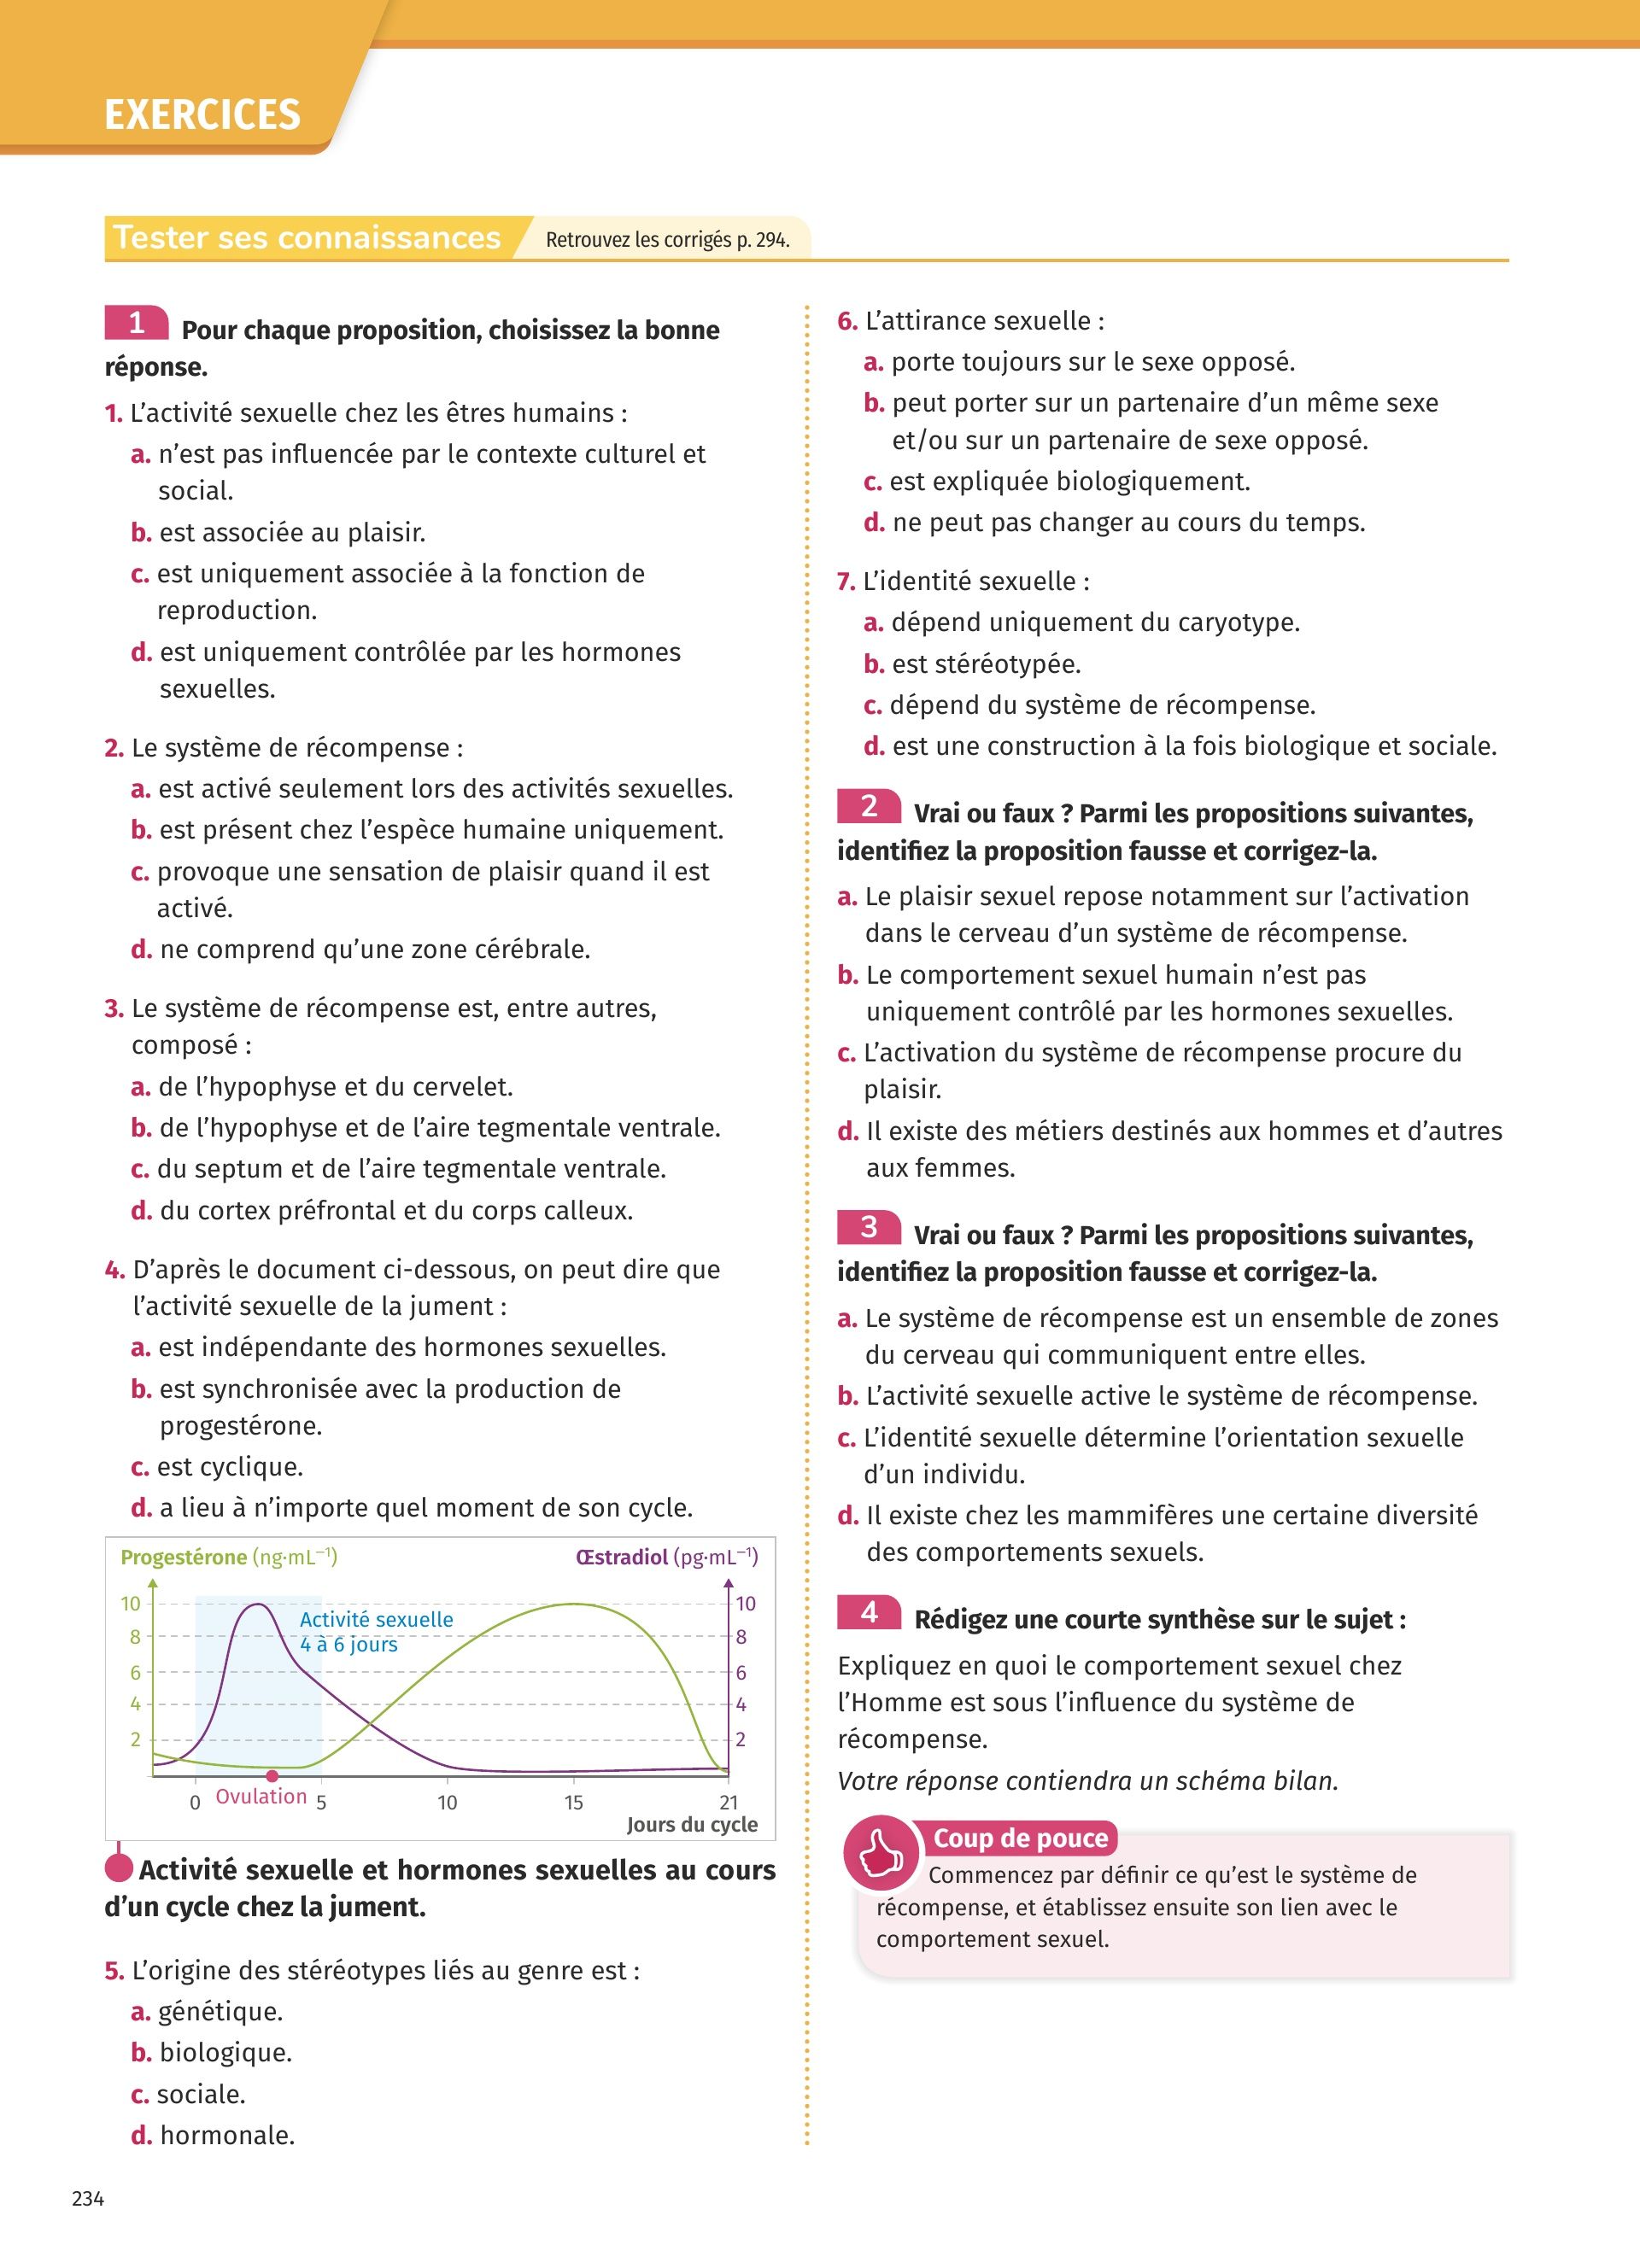 EXERCICES
Tester ses connaissances
Retrouvez les corrigés p. 294.
1 Pour chaque proposition, choisissez la bonne
réponse.
1. L’activité sexuelle chez les êtres humains :
a. n’est pas influencée par le contexte culturel et
social.
b. est associée au plaisir.
c. est uniquement associée à la fonction de
reproduction.
d. est uniquement contrôlée par les hormones
sexuelles.
2. Le système de récompense :
a. est activé seulement lors des activités sexuelles.
b. est présent chez l’espèce humaine uniquement.
c. provoque une sensation de plaisir quand il est
activé.
d. ne comprend qu’une zone cérébrale.
3. Le système de récompense est, entre autres,
composé :
a. de l’hypophyse et du cervelet.
b. de l’hypophyse et de l’aire tegmentale ventrale.
c. du septum et de l’aire tegmentale ventrale.
d. du cortex préfrontal et du corps calleux.
4. D’après le document ci-dessous, on peut dire que
l’activité sexuelle de la jument :
a. est indépendante des hormones sexuelles.
b. est synchronisée avec la production de
progestérone.
c. est cyclique.
d. a lieu à n’importe quel moment de son cycle.
Progestérone (ng·mL⁻¹) Œstradiol (pg·mL⁻¹)
10 10
Activité sexuelle
8 8
4 à 6 jours
6 6
4 4
2 2
0 Ovulation 5 10 15 21
Jours du cycle
Activité sexuelle et hormones sexuelles au cours
d’un cycle chez la jument.
5. L’origine des stéréotypes liés au genre est :
a. génétique.
b. biologique.
c. sociale.
d. hormonale.
6. L’attirance sexuelle :
a. porte toujours sur le sexe opposé.
b. peut porter sur un partenaire d’un même sexe
et/ou sur un partenaire de sexe opposé.
c. est expliquée biologiquement.
d. ne peut pas changer au cours du temps.
7. L’identité sexuelle :
a. dépend uniquement du caryotype.
b. est stéréotypée.
c. dépend du système de récompense.
d. est une construction à la fois biologique et sociale.
2 Vrai ou faux ? Parmi les propositions suivantes,
identifiez la proposition fausse et corrigez-la.
a. Le plaisir sexuel repose notamment sur l’activation
dans le cerveau d’un système de récompense.
b. Le comportement sexuel humain n’est pas
uniquement contrôlé par les hormones sexuelles.
c. L’activation du système de récompense procure du
plaisir.
d. Il existe des métiers destinés aux hommes et d’autres
aux femmes.
3 Vrai ou faux ? Parmi les propositions suivantes,
identifiez la proposition fausse et corrigez-la.
a. Le système de récompense est un ensemble de zones
du cerveau qui communiquent entre elles.
b. L’activité sexuelle active le système de récompense.
c. L’identité sexuelle détermine l’orientation sexuelle
d’un individu.
d. Il existe chez les mammifères une certaine diversité
des comportements sexuels.
4 Rédigez une courte synthèse sur le sujet :
Expliquez en quoi le comportement sexuel chez
l’Homme est sous l’influence du système de
récompense.
Votre réponse contiendra un schéma bilan.
Coup de pouce
Commencez par définir ce qu’est le système de
récompense, et établissez ensuite son lien avec le
comportement sexuel.
234